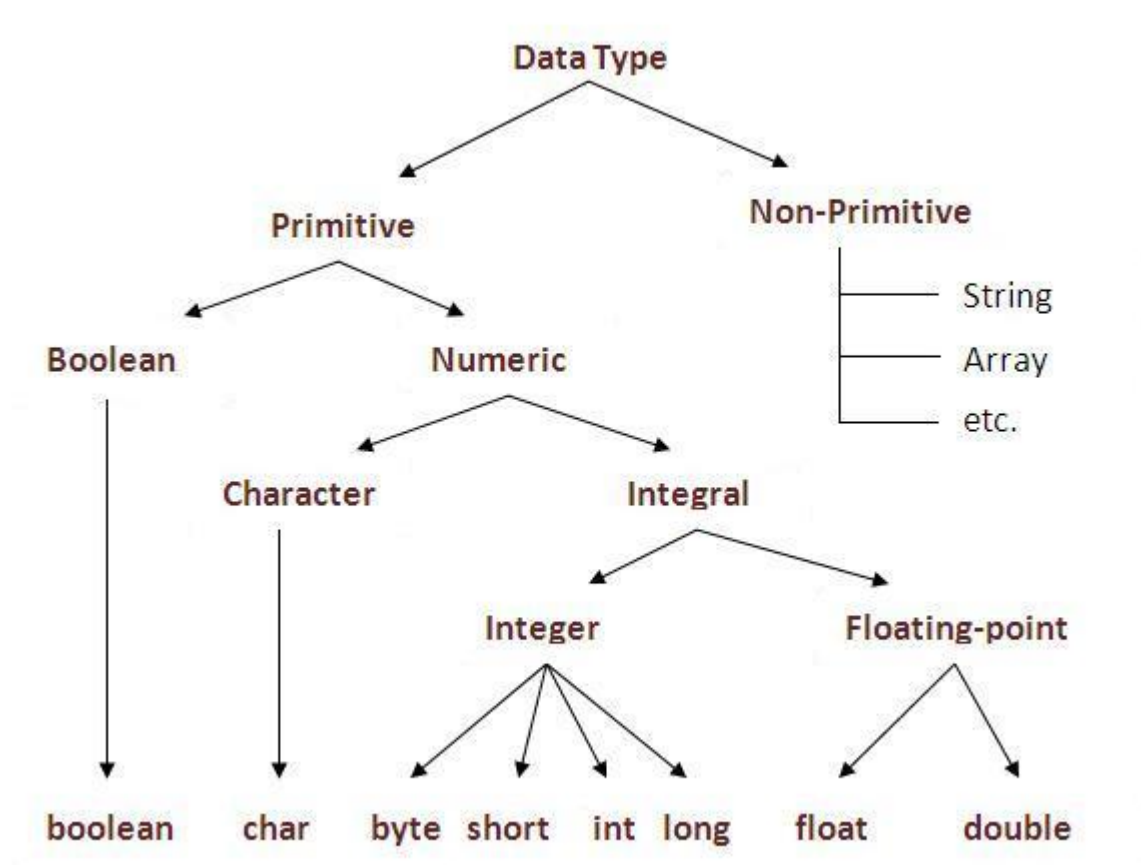 Data Type
Primitive
Non-Primitive
String
Array
etc.
Boolean
Numeric
Character
Integral
Integer
Floating-point
boolean
char
byte
short
int
long
float
double